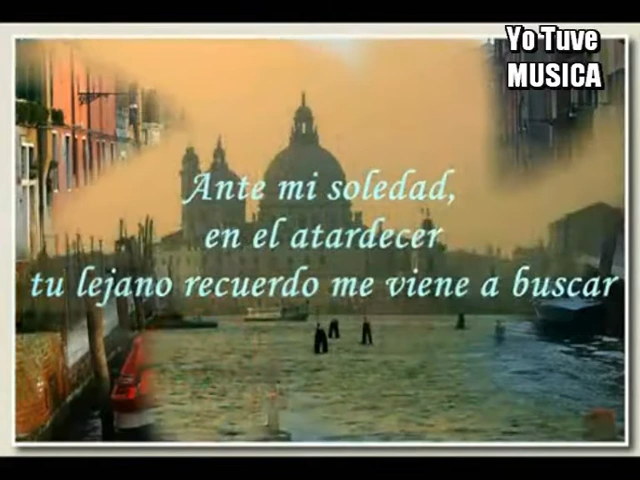 Yo Tuve
MUSICA
Ante mi soledad,
en el atardecer
tu lejano recuerdo me viene a buscar